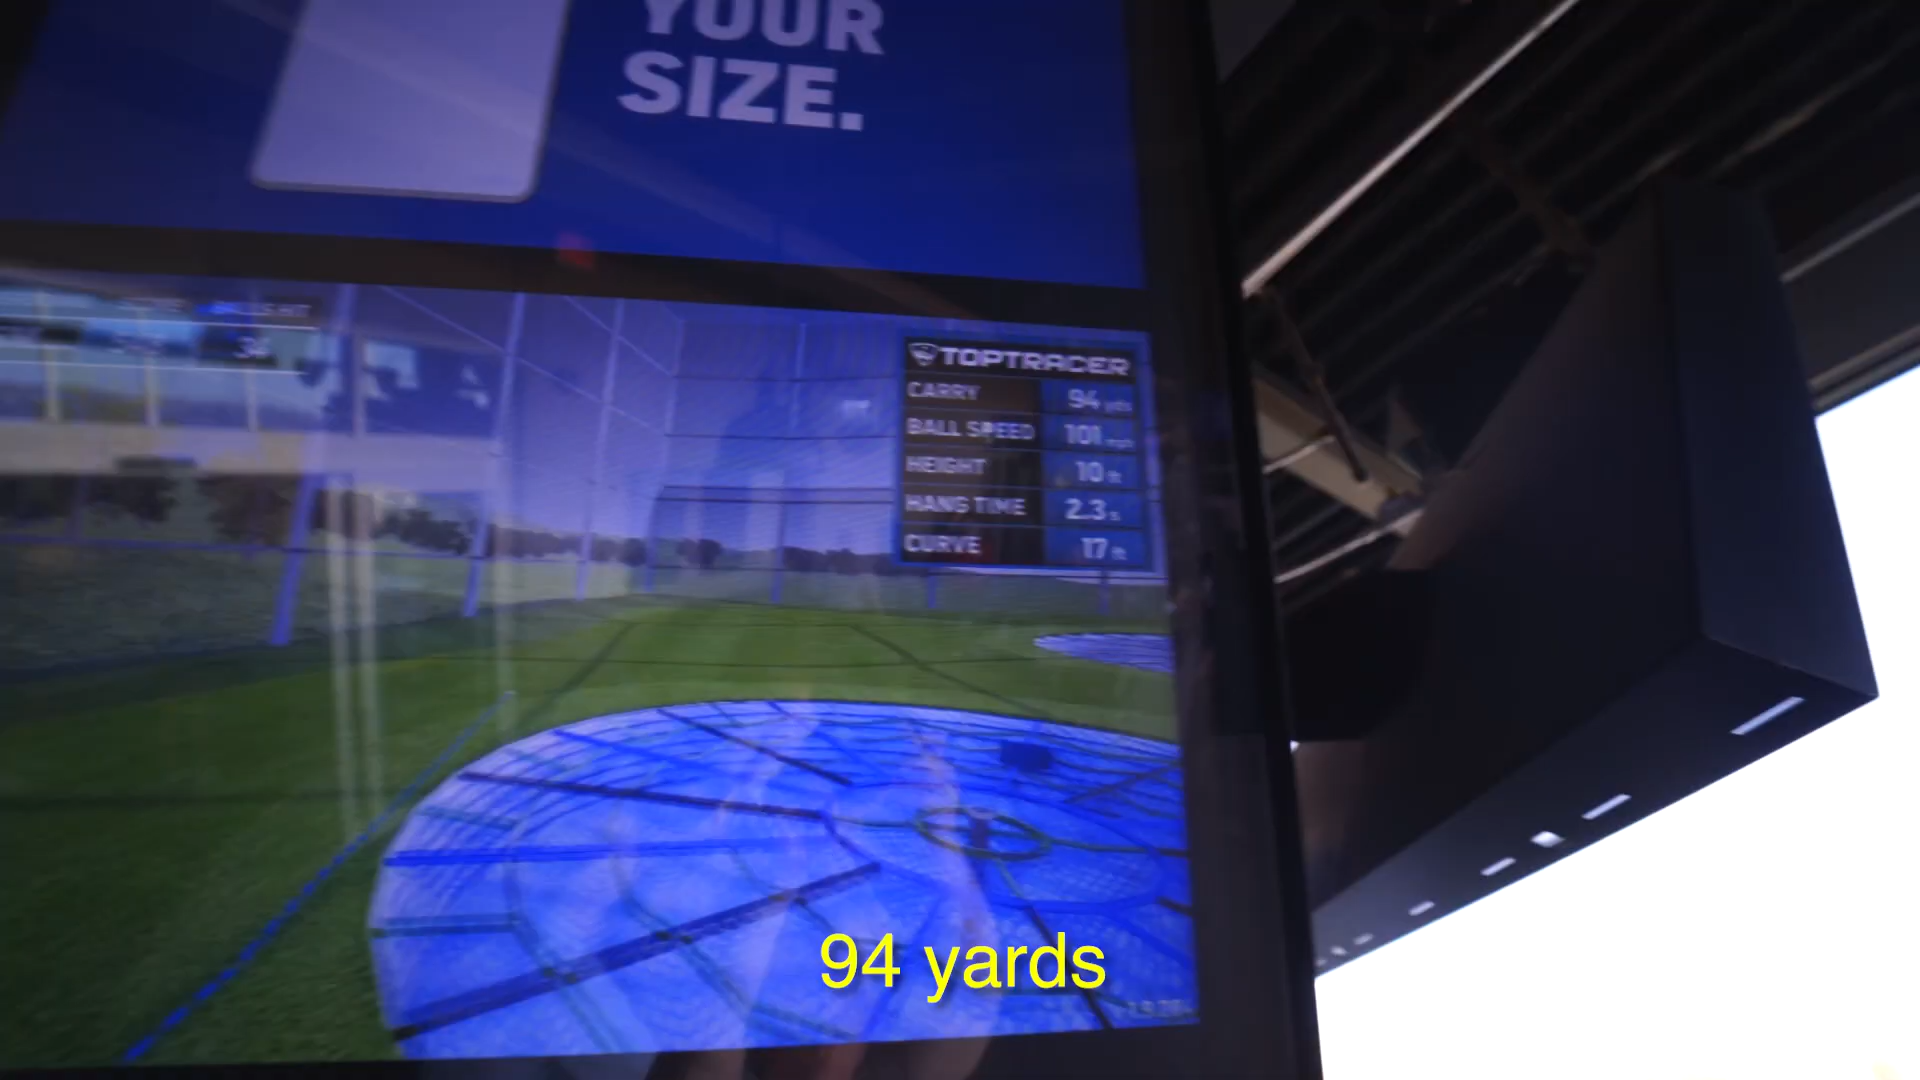 YOUR
SIZE.
34
TOPTRACER
CARRY 94 yds
BALL SPEED 101 mph
HEIGHT 10 ft
HANG TIME 2.3 s
CURVE 17 ft
94 yards